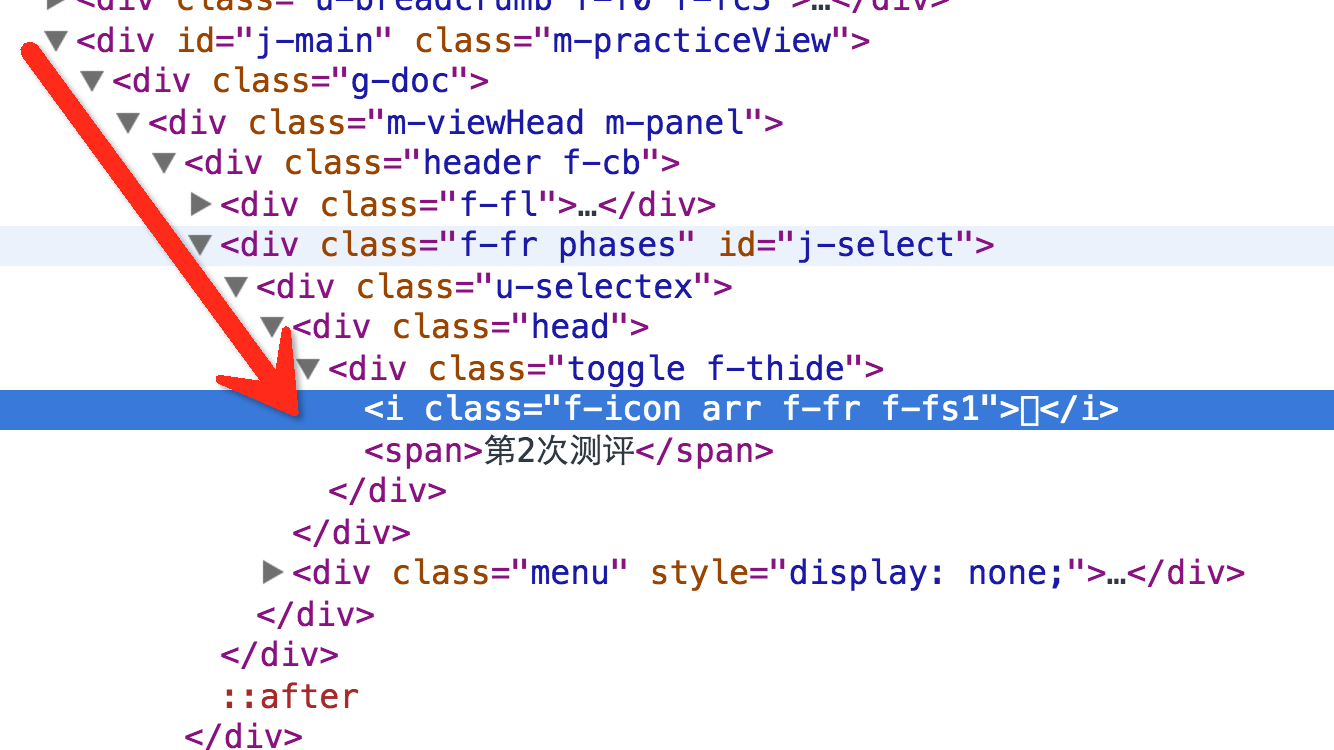 <div class="u-breadcrumb f-f0 f-fc3">…</div>
<div id="j-main" class="m-practiceView">
<div class="g-doc">
<div class="m-viewHead m-panel">
<div class="header f-cb">
<div class="f-fl">…</div>
<div class="f-fr phases" id="j-select">
<div class="u-selectex">
<div class="head">
<div class="toggle f-thide">
<i class="f-icon arr f-fr f-fs1">▯</i>
<span>第2次测评</span>
</div>
</div>
<div class="menu" style="display: none;">…</div>
</div>
</div>
::after
</div>